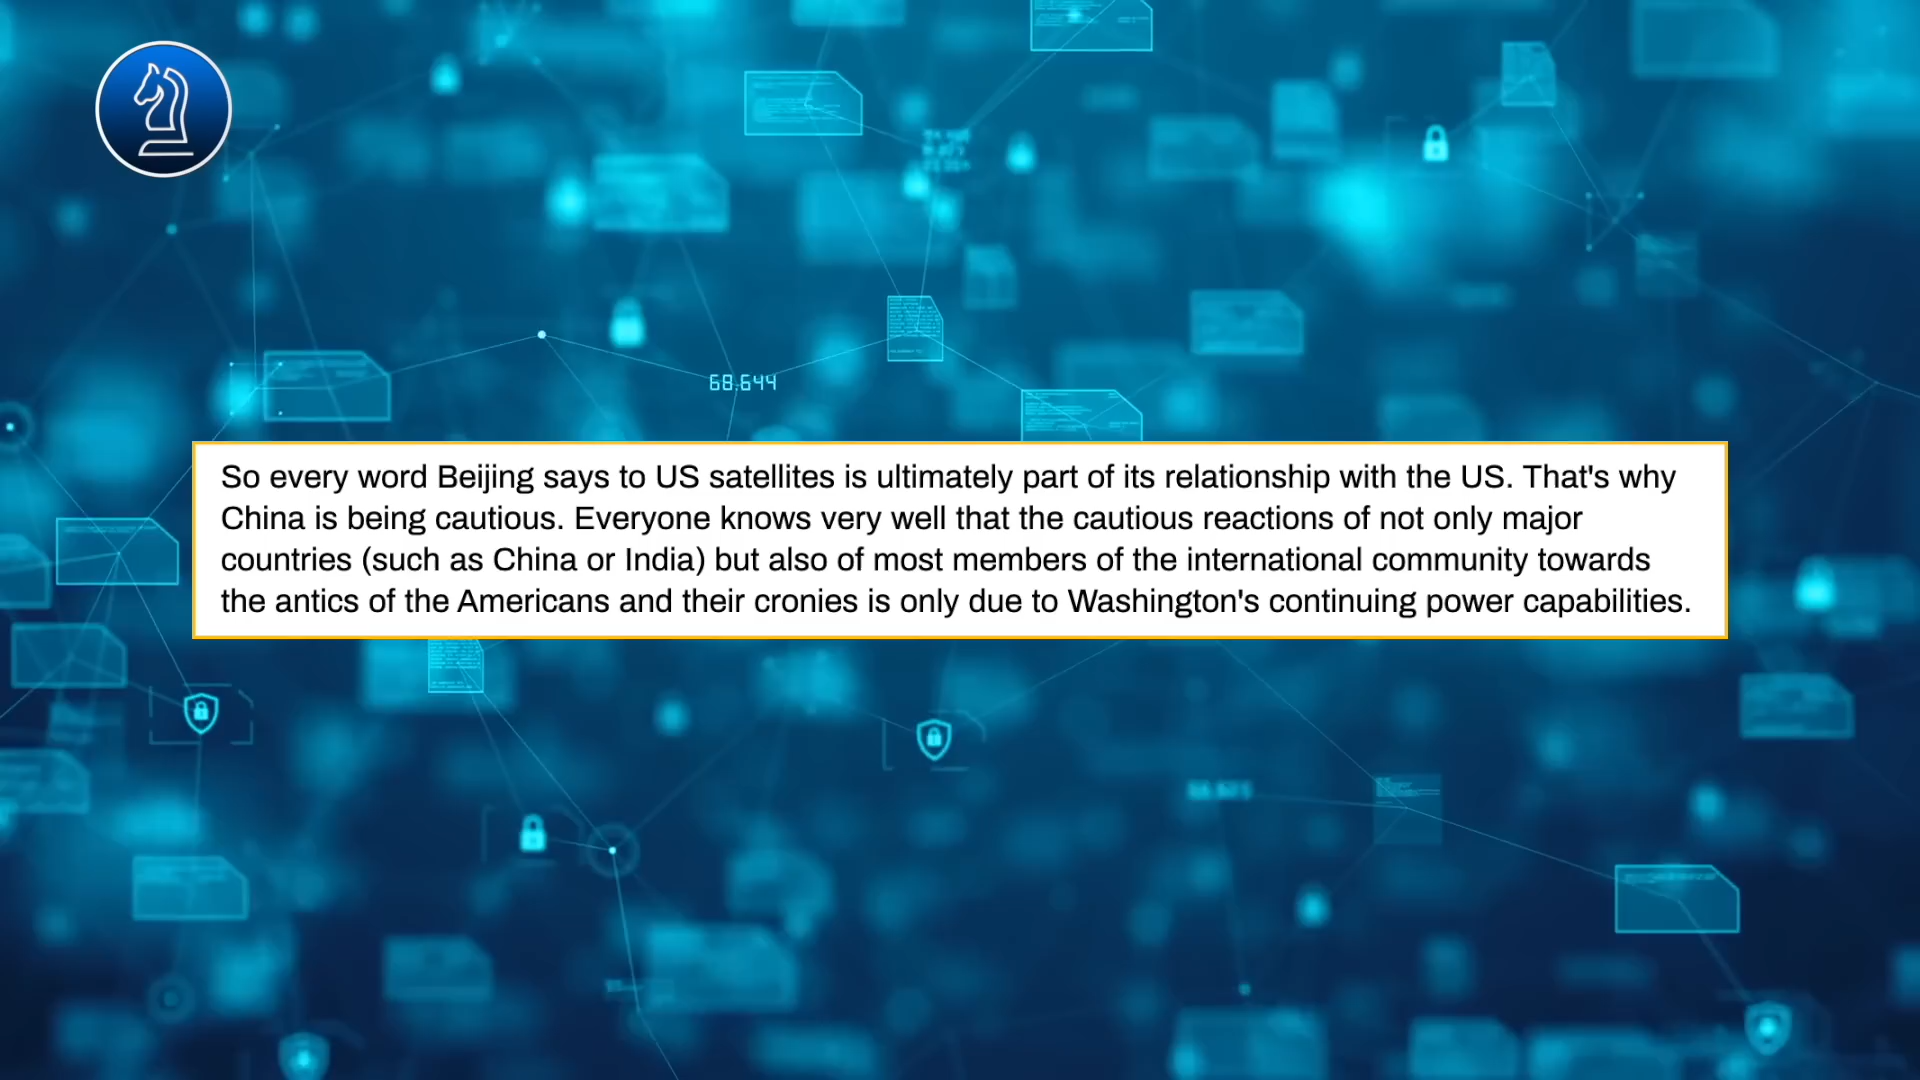 68.644
So every word Beijing says to US satellites is ultimately part of its relationship with the US. That's why
China is being cautious. Everyone knows very well that the cautious reactions of not only major
countries (such as China or India) but also of most members of the international community towards
the antics of the Americans and their cronies is only due to Washington's continuing power capabilities.